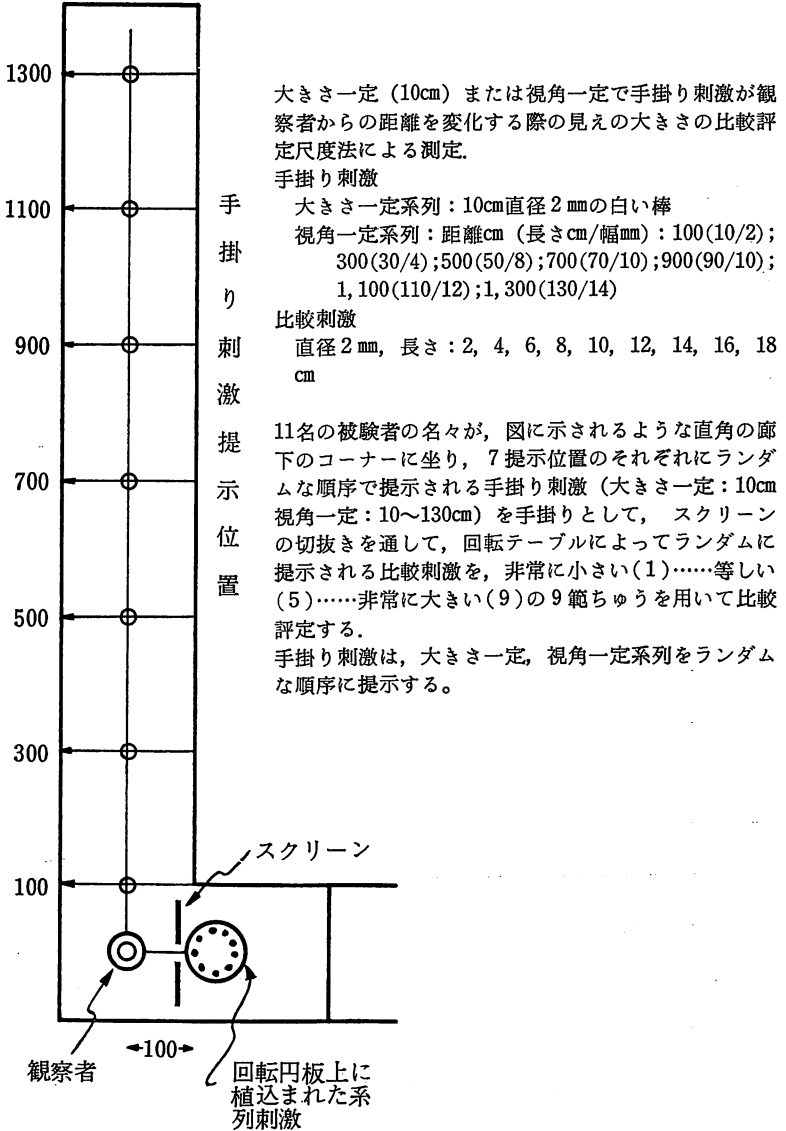 1300
1100
900
700
500
300
100
手掛り刺激提示位置
大きさ一定 (10㎝) または視角一定で手掛り刺激が観
察者からの距離を変化する際の見えの大きさの比較評
定尺度法による測定.
手掛り刺激
大きさ一定系列：10㎝直径2㎜の白い棒
視角一定系列：距離㎝ (長さ㎝/幅㎜)：100(10/2);
300(30/4);500(50/8);700(70/10);900(90/10);
1,100(110/12);1,300(130/14)
比較刺激
直径2㎜, 長さ：2, 4, 6, 8, 10, 12, 14, 16, 18
㎝
11名の被験者の名々が, 図に示されるような直角の廊
下のコーナーに坐り, 7提示位置のそれぞれにランダ
ムな順序で提示される手掛り刺激 (大きさ一定：10㎝
視角一定：10〜130㎝) を手掛りとして, スクリーン
の切抜きを通して, 回転テーブルによってランダムに
提示される比較刺激を, 非常に小さい(1)……等しい
(5)……非常に大きい(9)の9範ちゅうを用いて比較
評定する.
手掛り刺激は, 大きさ一定, 視角一定系列をランダム
な順序に提示する。
スクリーン
100
観察者
回転円板上に
植込まれた系
列刺激